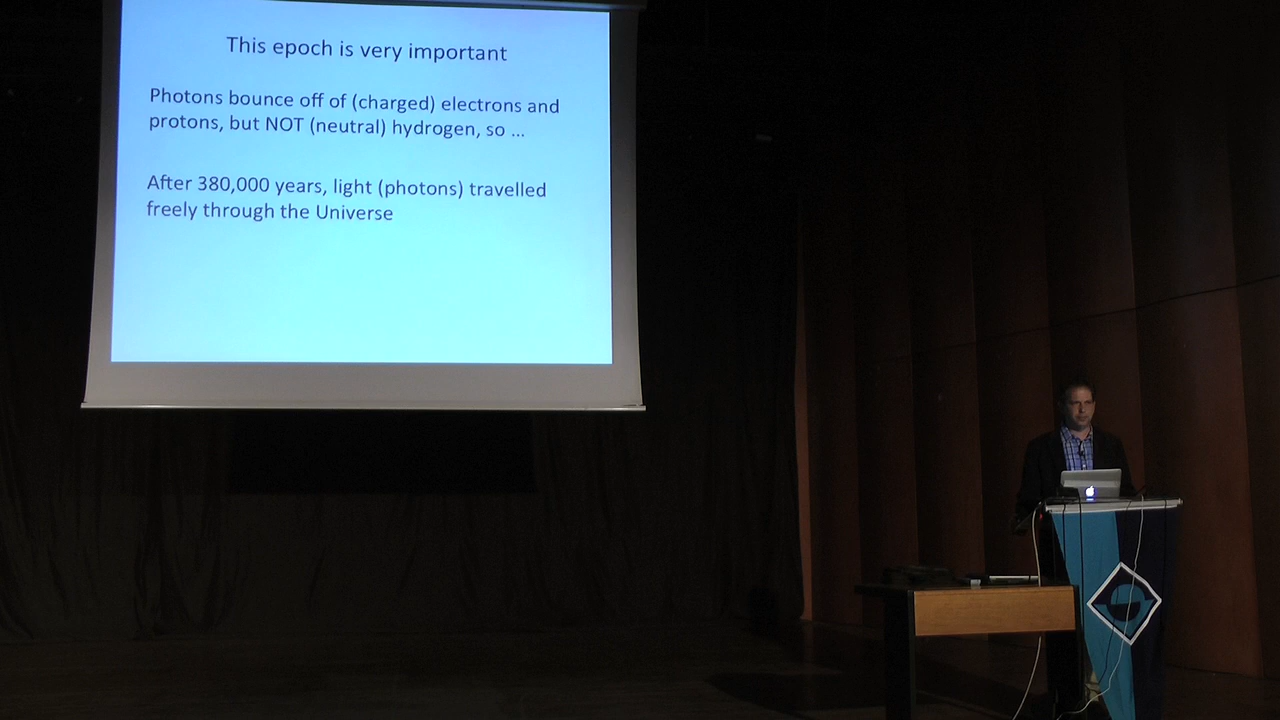 This epoch is very important
Photons bounce off of (charged) electrons and
protons, but NOT (neutral) hydrogen, so ...
After 380,000 years, light (photons) travelled
freely through the Universe